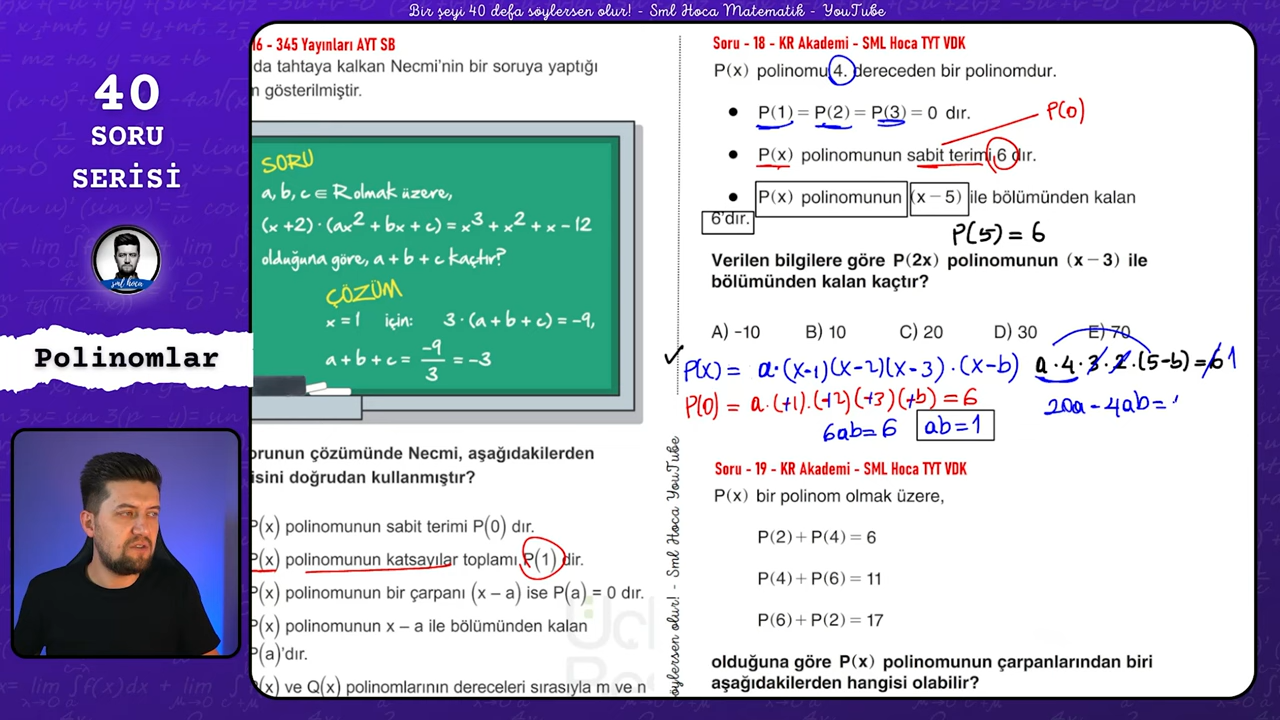 Bir şeyi 40 defa söylersen olur! - Sml Hoca Matematik - YouTube
40
SORU
SERİSİ
sml hoca
Polinomlar
16 - 345 Yayınları AYT SB
da tahtaya kalkan Necmi'nin bir soruya yaptığı
m gösterilmiştir.
SORU
a, b, c ∈ R olmak üzere,
(x + 2) · (ax² + bx + c) = x³ + x² + x − 12
olduğuna göre, a + b + c kaçtır?
ÇÖZÜM
x = 1 için: 3 · (a + b + c) = −9,
a + b + c = −9/3 = −3
orunun çözümünde Necmi, aşağıdakilerden
isini doğrudan kullanmıştır?
P(x) polinomunun sabit terimi P(0) dır.
P(x) polinomunun katsayılar toplamı P(1) dir.
P(x) polinomunun bir çarpanı (x – a) ise P(a) = 0 dır.
P(x) polinomunun x – a ile bölümünden kalan
P(a)'dır.
(x) ve Q(x) polinomlarının dereceleri sırasıyla m ve n
söylersen olur! - Sml Hoca YouTube
Soru - 18 - KR Akademi - SML Hoca TYT VDK
P(x) polinomu 4. dereceden bir polinomdur.
• P(1) = P(2) = P(3) = 0 dır.
P(0)
• P(x) polinomunun sabit terimi 6 dır.
• P(x) polinomunun (x – 5) ile bölümünden kalan
6'dır.
P(5) = 6
Verilen bilgilere göre P(2x) polinomunun (x – 3) ile
bölümünden kalan kaçtır?
A) –10 B) 10 C) 20 D) 30 E) 70
P(x) = a·(x-1)(x-2)(x-3)·(x-b) a·4·3·2·(5-b)=6 1
P(0) = a·(+1)·(+2)(+3)(+b) = 6 20a - 4ab =
6ab = 6 ab = 1
Soru - 19 - KR Akademi - SML Hoca TYT VDK
P(x) bir polinom olmak üzere,
P(2) + P(4) = 6
P(4) + P(6) = 11
P(6) + P(2) = 17
olduğuna göre P(x) polinomunun çarpanlarından biri
aşağıdakilerden hangisi olabilir?